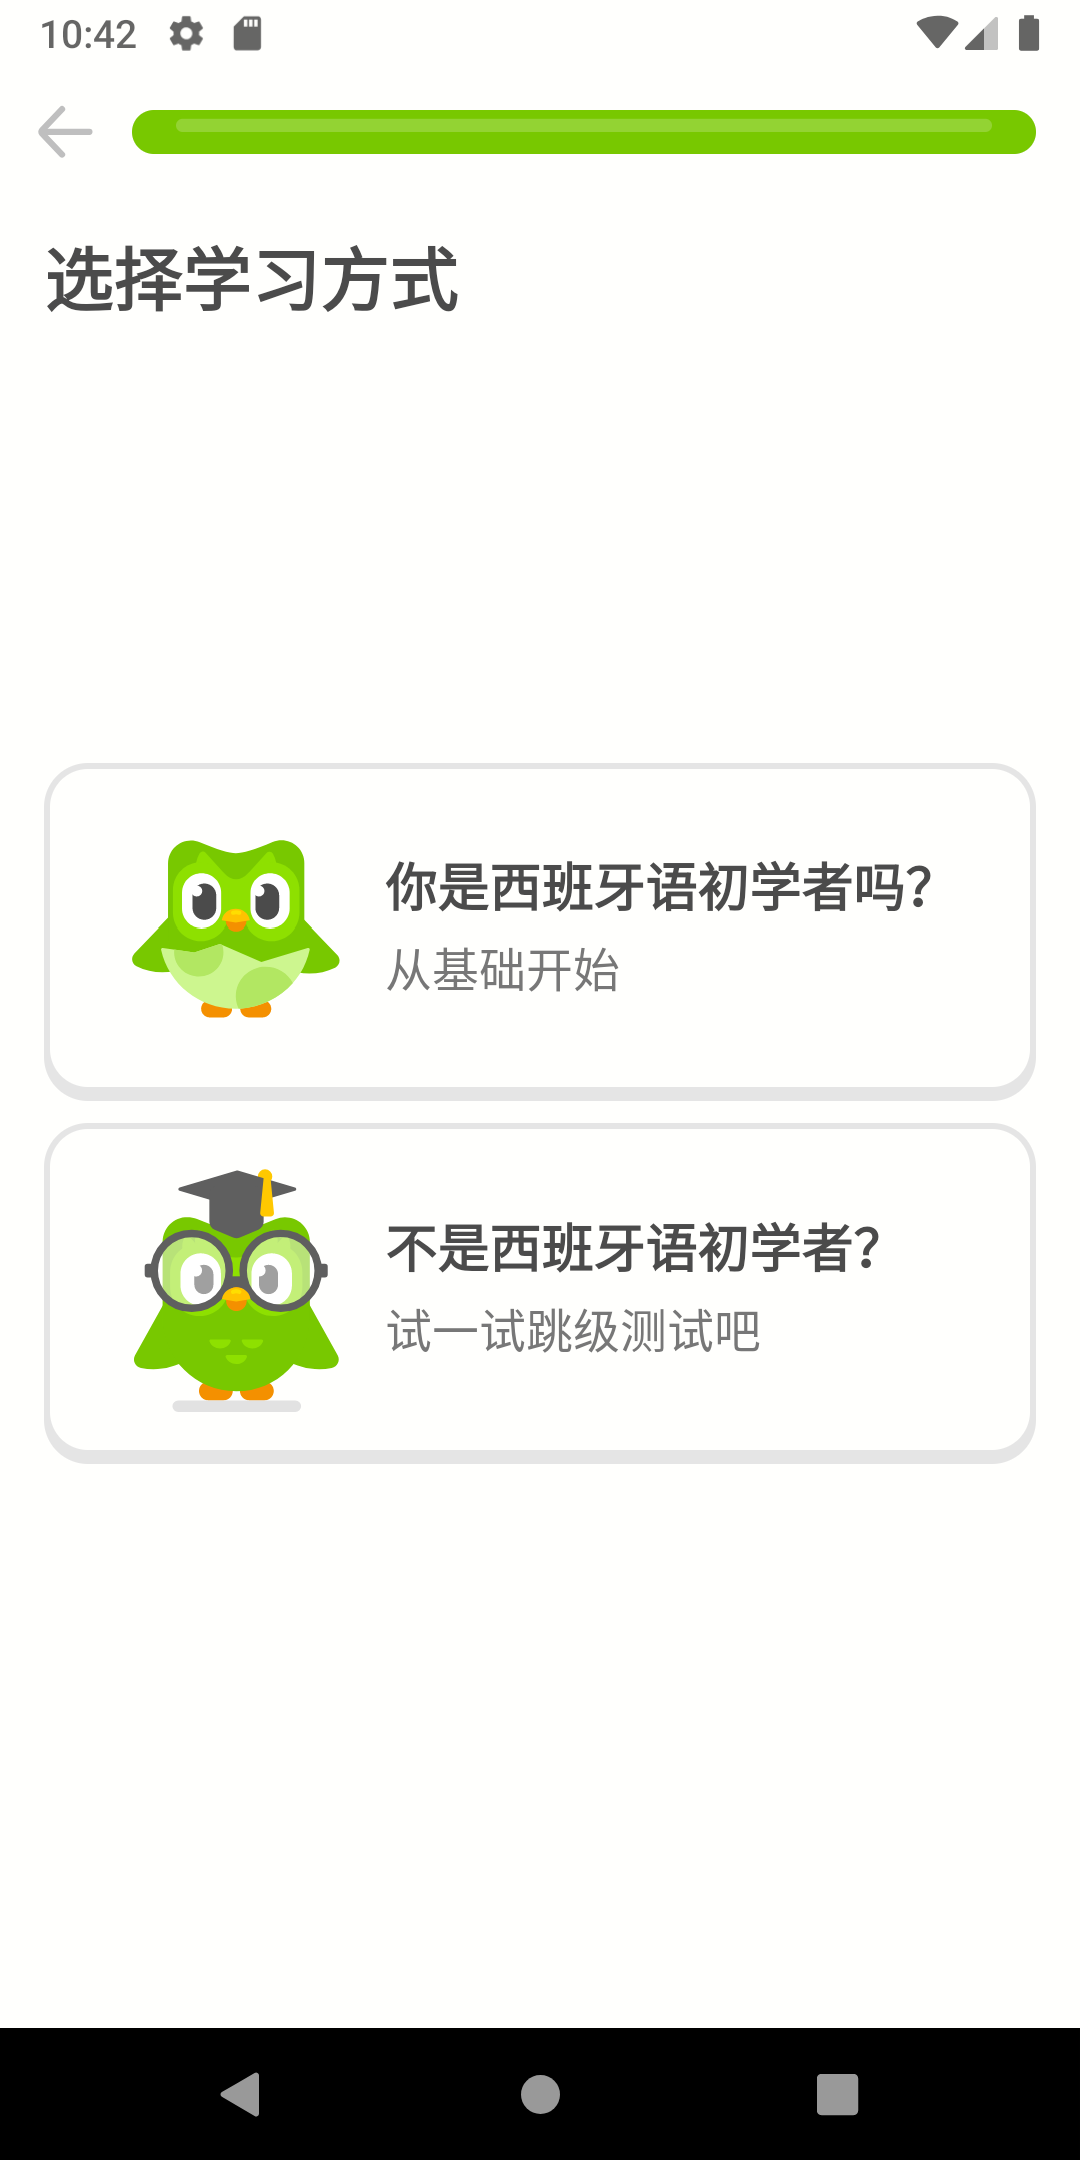 10:42
选择学习方式
你是西班牙语初学者吗？
从基础开始
不是西班牙语初学者？
试一试跳级测试吧